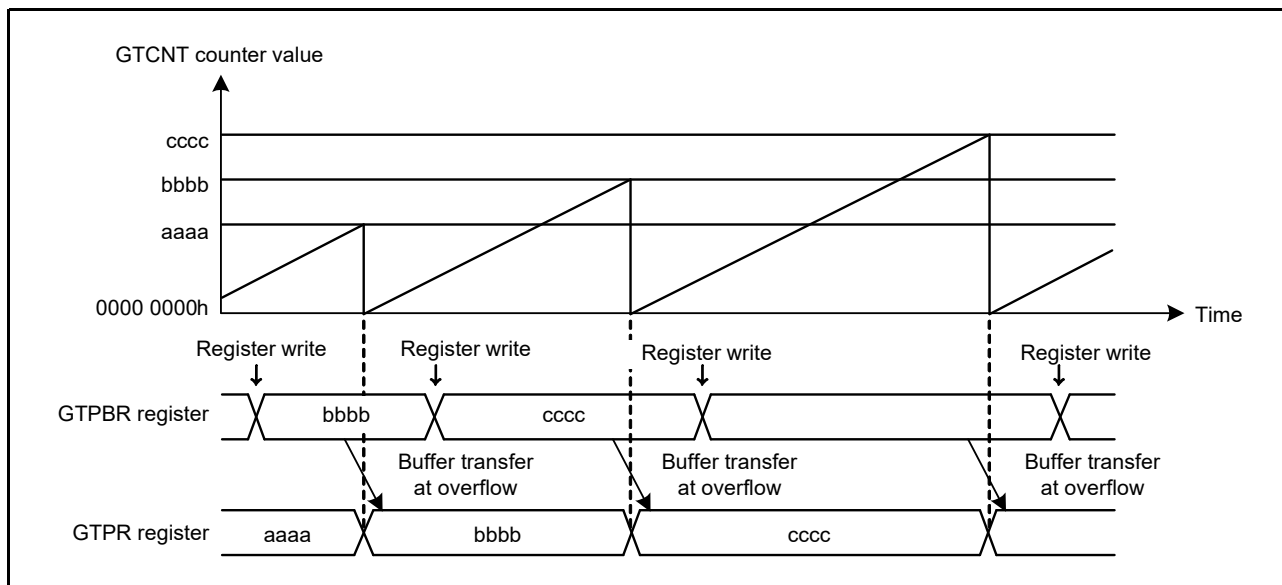 GTCNT counter value
cccc
bbbb
aaaa
0000 0000h
Time
Register write
Register write
Register write
Register write
GTPBR register
bbbb
cccc
Buffer transfer
at overflow
Buffer transfer
at overflow
Buffer transfer
at overflow
GTPR register
aaaa
bbbb
cccc